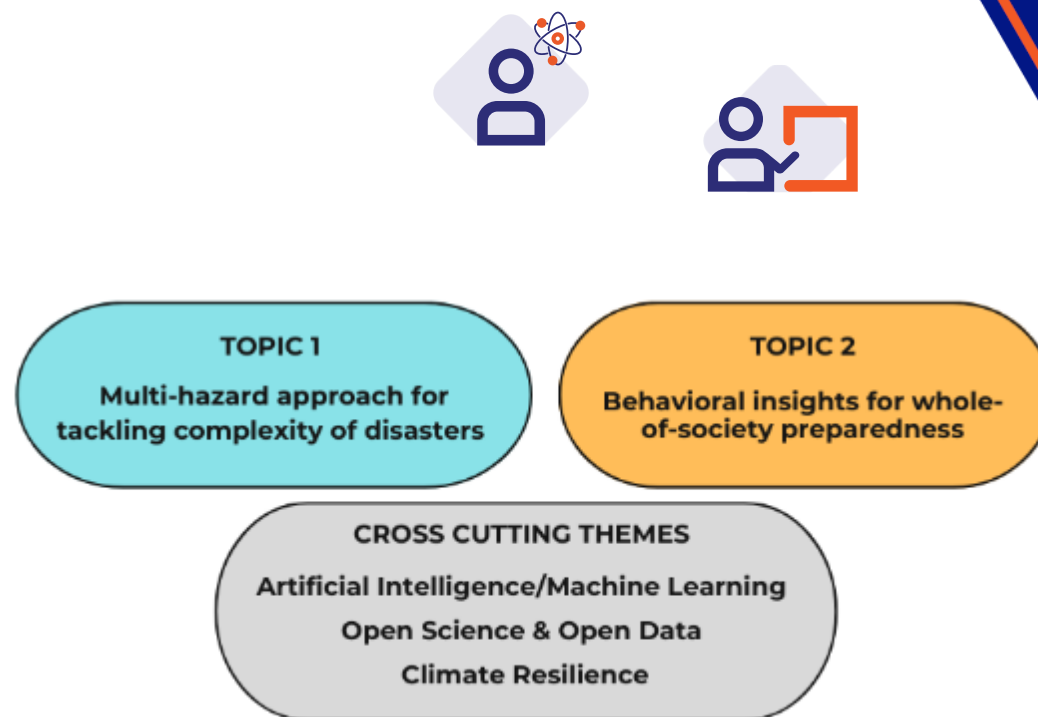 TOPIC 1
Multi-hazard approach for
tackling complexity of disasters
TOPIC 2
Behavioral insights for whole-
of-society preparedness
CROSS CUTTING THEMES
Artificial Intelligence/Machine Learning
Open Science & Open Data
Climate Resilience